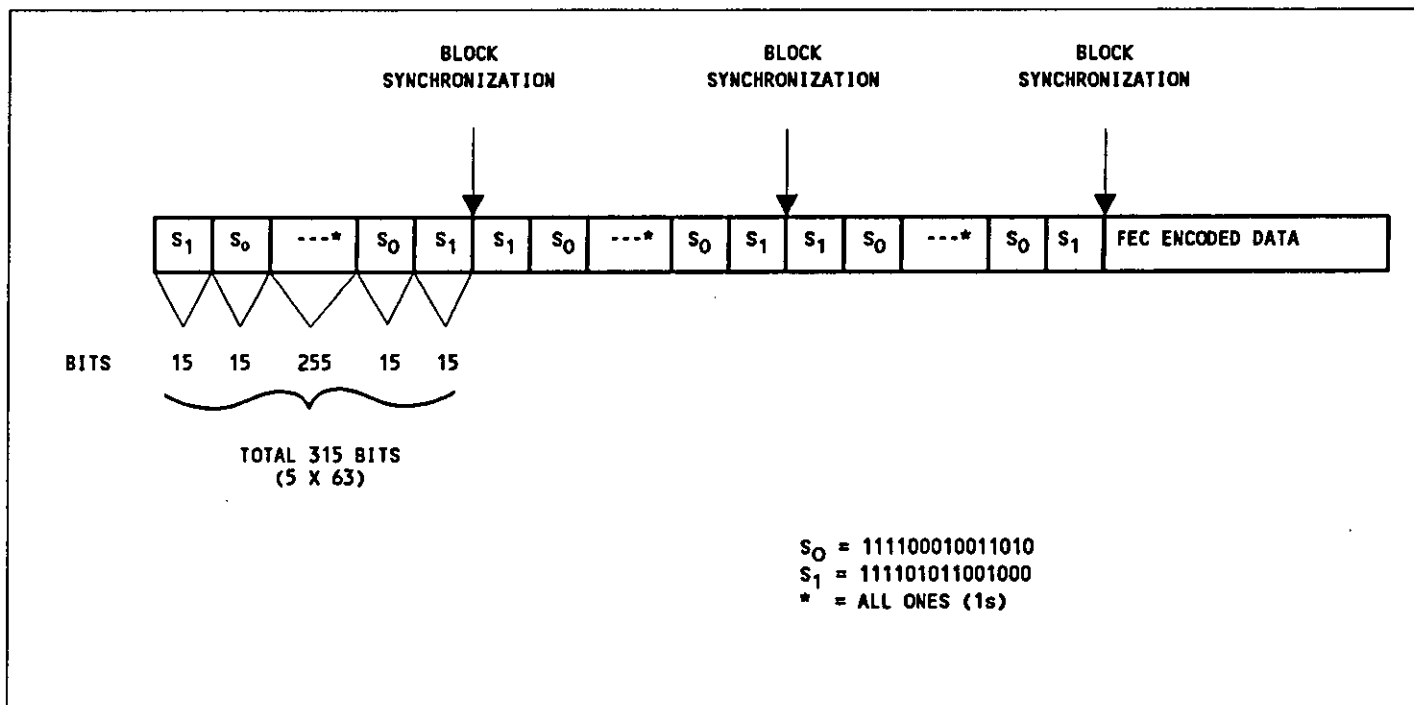 BLOCK SYNCHRONIZATION
BLOCK SYNCHRONIZATION
BLOCK SYNCHRONIZATION
S1 S0 ---* S0 S1 S1 S0 ---* S0 S1 S1 S0 ---* S0 S1 FEC ENCODED DATA
BITS 15 15 255 15 15
TOTAL 315 BITS
(5 X 63)
S0 = 111100010011010
S1 = 111101011001000
* = ALL ONES (1s)